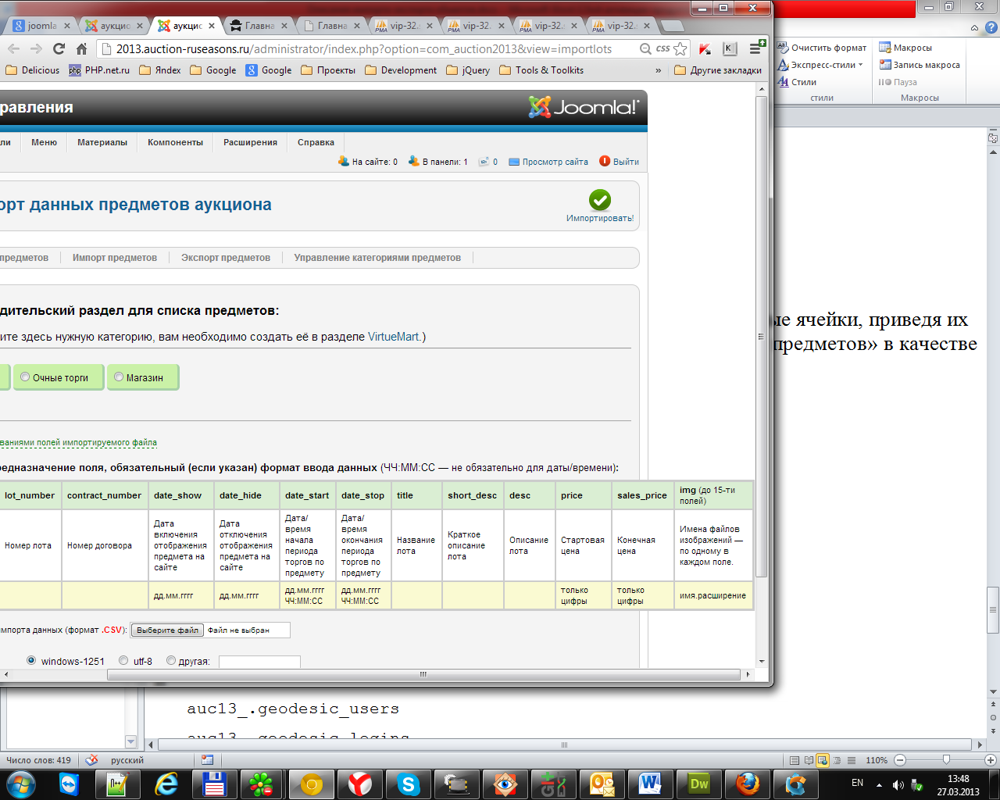 joomla
аукцио
аукцис
Главна
Главна
vip-32.
vip-32.
vip-32.
vip-32.
2013.auction-ruseasons.ru/administrator/index.php?option=com_auction2013&view=importlots
CSS
Delicious
PHP.net.ru
Яndex
Google
Google
Проекты
Development
jQuery
Tools & Toolkits
»
Другие закладки
равления
Joomla!
ли
Меню
Материалы
Компоненты
Расширения
Справка
На сайте: 0
В панели: 1
0
Просмотр сайта
Выйти
орт данных предметов аукциона
Импортировать!
предметов
Импорт предметов
Экспорт предметов
Управление категориями предметов
дительский раздел для списка предметов:
ите здесь нужную категорию, вам необходимо создать её в разделе VirtueMart.)
Очные торги
Магазин
ваниями полей импортируемого файла
редназначение поля, обязательный (если указан) формат ввода данных (ЧЧ:ММ:СС — не обязательно для даты/времени):
lot_number
contract_number
date_show
date_hide
date_start
date_stop
title
short_desc
desc
price
sales_price
img (до 15-ти
полей)
Номер лота
Номер договора
Дата
включения
отображения
предмета на
сайте
Дата
отключения
отображения
предмета на
сайте
Дата/
время
начала
периода
торгов по
предмету
Дата/
время
окончания
периода
торгов по
предмету
Название
лота
Краткое
описание
лота
Описание
лота
Стартовая
цена
Конечная
цена
Имена файлов
изображений —
по одному в
каждом поле.
дд.мм.гггг
дд.мм.гггг
дд.мм.гггг
ЧЧ:ММ:СС
дд.мм.гггг
ЧЧ:ММ:СС
только
цифры
только
цифры
имя.расширение
импорта данных (формат .CSV):
Выберите файл
Файл не выбран
windows-1251
utf-8
другая:
Очистить формат
Экспресс-стили
Стили
стили
Макросы
Запись макроса
Пауза
Макросы
ые ячейки, приведя их
предметов» в качестве
auc13_.geodesic_users
auc13_.geodesic_logins
Число слов: 419
русский
110%
EN
13:48
27.03.2013